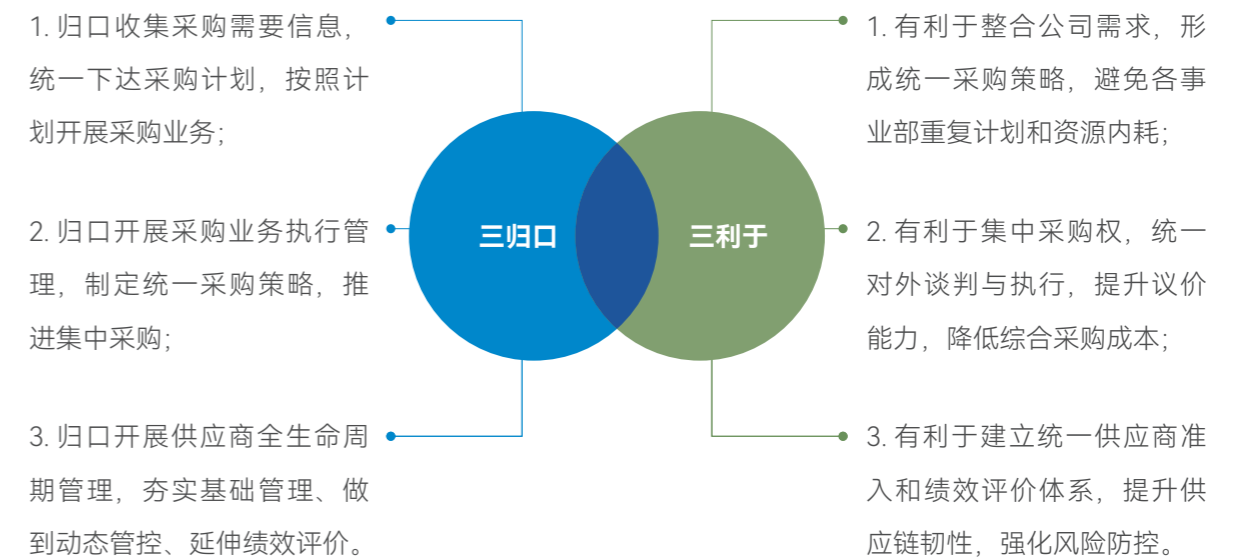 1. 归口收集采购需要信息，
统一下达采购计划，按照计
划开展采购业务；
2. 归口开展采购业务执行管
理，制定统一采购策略，推
进集中采购；
3. 归口开展供应商全生命周
期管理，夯实基础管理、做
到动态管控、延伸绩效评价。
三归口
三利于
1. 有利于整合公司需求，形
成统一采购策略，避免各事
业部重复计划和资源内耗；
2. 有利于集中采购权，统一
对外谈判与执行，提升议价
能力，降低综合采购成本；
3. 有利于建立统一供应商准
入和绩效评价体系，提升供
应链韧性，强化风险防控。